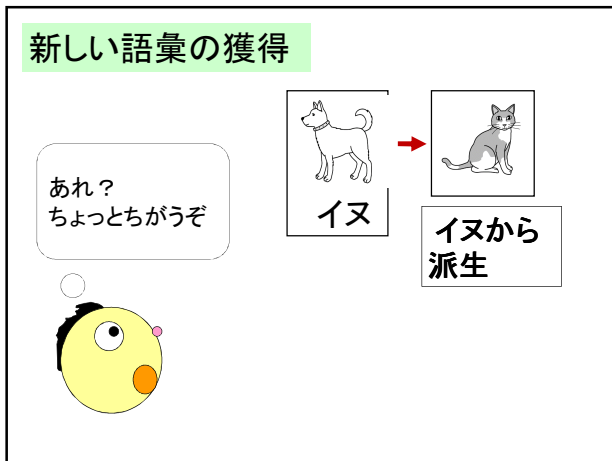 新しい語彙の獲得
あれ？
ちょっとちがうぞ
イヌ
イヌから
派生